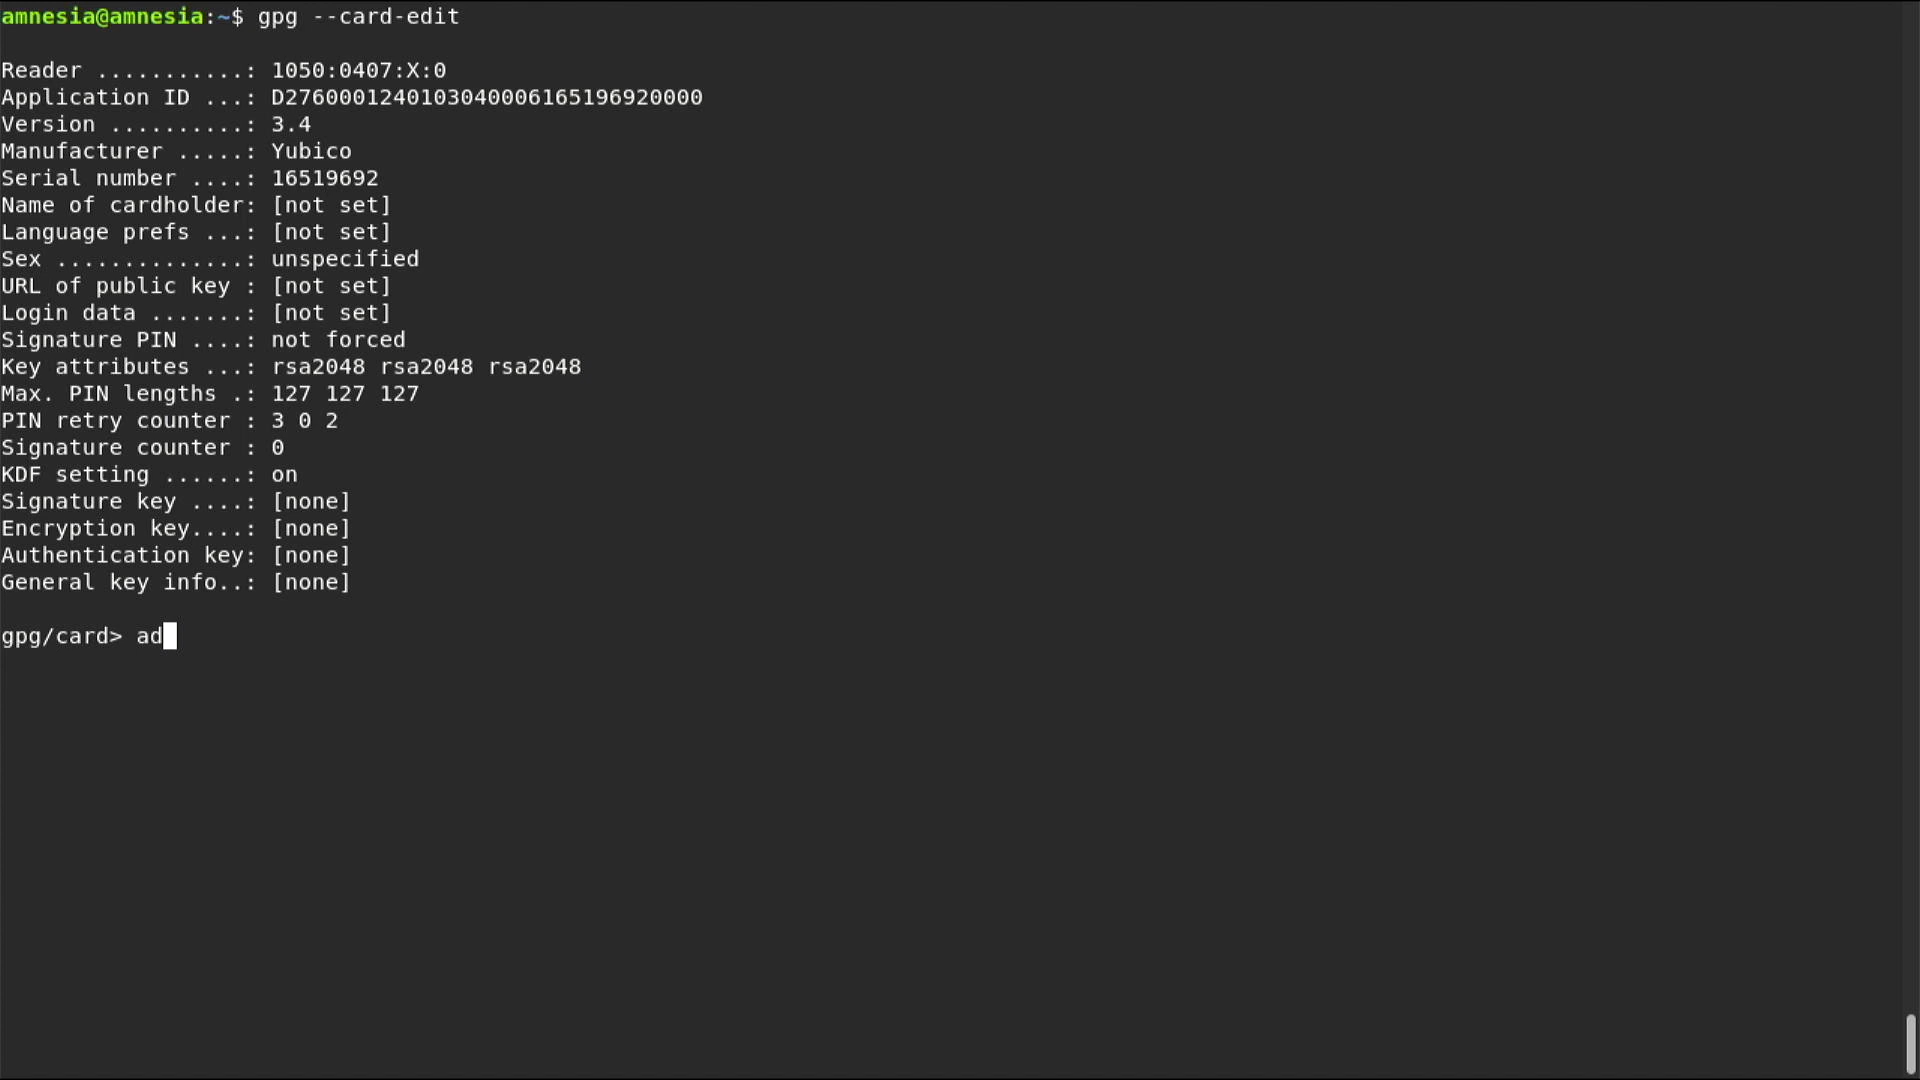 amnesia@amnesia:~$ gpg --card-edit
Reader ...........: 1050:0407:X:0
Application ID ...: D2760001240103040006165196920000
Version ..........: 3.4
Manufacturer .....: Yubico
Serial number ....: 16519692
Name of cardholder: [not set]
Language prefs ...: [not set]
Sex ..............: unspecified
URL of public key : [not set]
Login data .......: [not set]
Signature PIN ....: not forced
Key attributes ...: rsa2048 rsa2048 rsa2048
Max. PIN lengths .: 127 127 127
PIN retry counter : 3 0 2
Signature counter : 0
KDF setting ......: on
Signature key ....: [none]
Encryption key....: [none]
Authentication key: [none]
General key info..: [none]
gpg/card> ad